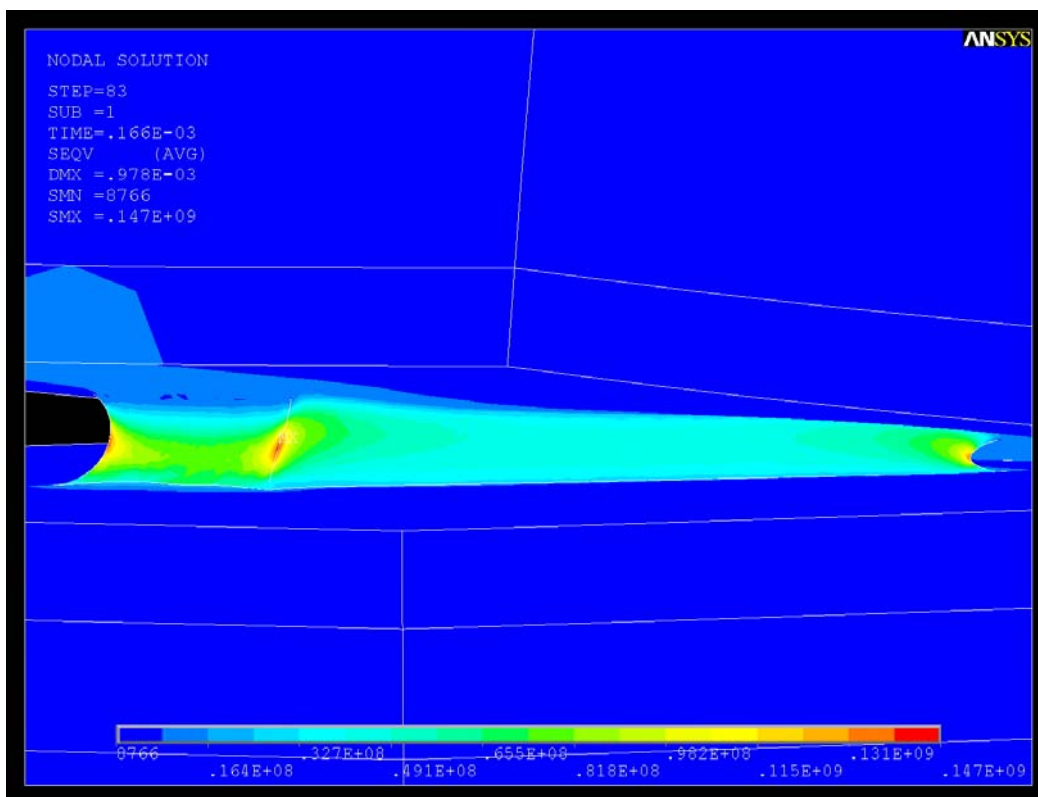 ANSYS
NODAL SOLUTION
STEP=83
SUB =1
TIME=.166E-03
SEQV (AVG)
DMX =.978E-03
SMN =8766
SMX =.147E+09
MX
8766 .327E+08 .655E+08 .982E+08 .131E+09
.164E+08 .491E+08 .818E+08 .115E+09 .147E+09